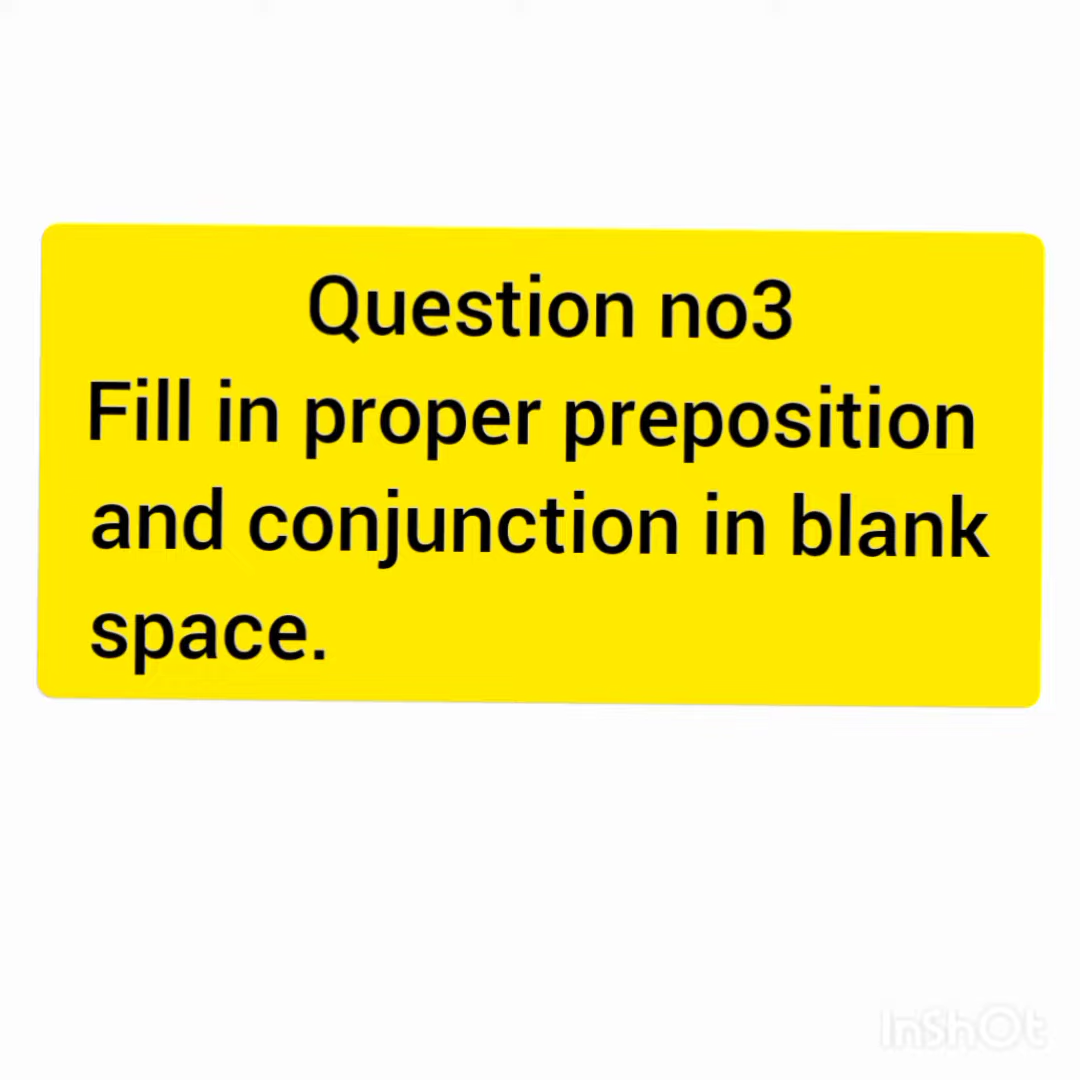 Question no3
Fill in proper preposition
and conjunction in blank
space.
InShOt